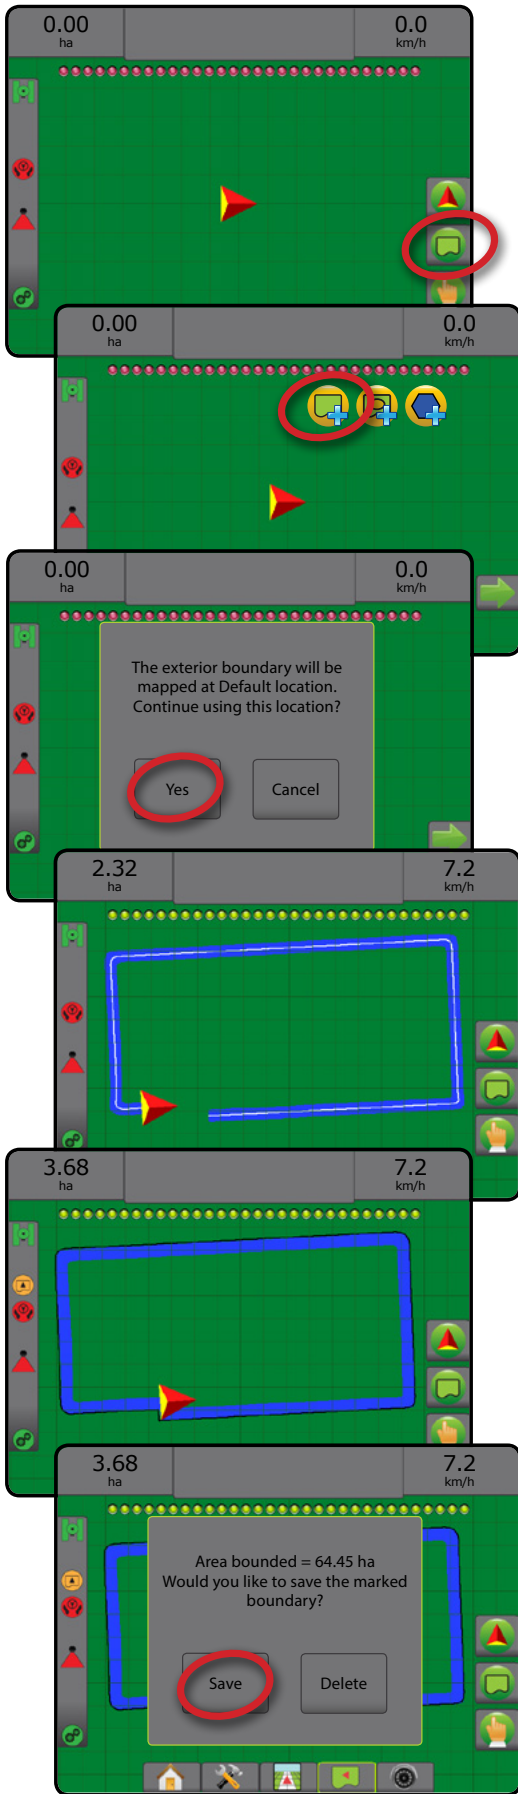 0.00
ha
0.0
km/h
0.00
ha
0.0
km/h
0.00
ha
0.0
km/h
The exterior boundary will be
mapped at Default location.
Continue using this location?
Yes
Cancel
2.32
ha
7.2
km/h
3.68
ha
7.2
km/h
3.68
ha
7.2
km/h
Area bounded = 64.45 ha
Would you like to save the marked
boundary?
Save
Delete